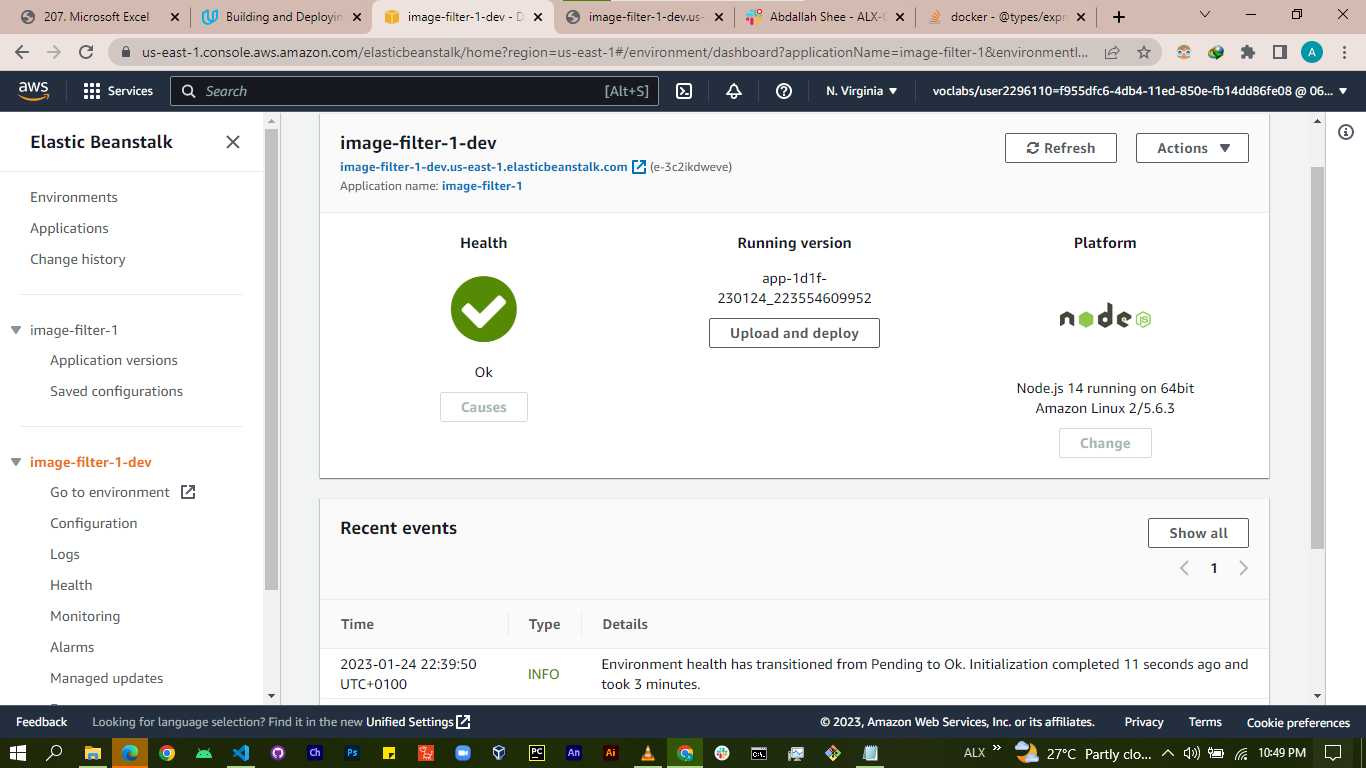 207. Microsoft Excel
Building and Deployin
image-filter-1-dev - D
image-filter-1-dev.us-
Abdallah Shee - ALX-C
docker - @types/expr
us-east-1.console.aws.amazon.com/elasticbeanstalk/home?region=us-east-1#/environment/dashboard?applicationName=image-filter-1&environmentI...
A
aws
Services
Search
[Alt+S]
N. Virginia
voclabs/user2296110=f955dfc6-4db4-11ed-850e-fb14dd86fe08 @ 06...
Elastic Beanstalk
Environments
Applications
Change history
image-filter-1
Application versions
Saved configurations
image-filter-1-dev
Go to environment
Configuration
Logs
Health
Monitoring
Alarms
Managed updates
image-filter-1-dev
image-filter-1-dev.us-east-1.elasticbeanstalk.com (e-3c2ikdweve)
Application name: image-filter-1
Refresh
Actions
Health
Ok
Causes
Running version
app-1d1f-
230124_223554609952
Upload and deploy
Platform
node
JS
Node.js 14 running on 64bit
Amazon Linux 2/5.6.3
Change
Recent events
Show all
1
Time Type Details
2023-01-24 22:39:50
UTC+0100
INFO
Environment health has transitioned from Pending to Ok. Initialization completed 11 seconds ago and
took 3 minutes.
Feedback
Looking for language selection? Find it in the new Unified Settings
© 2023, Amazon Web Services, Inc. or its affiliates.
Privacy
Terms
Cookie preferences
Ch
Ps
PC
An
Ai
ALX
27°C Partly clo...
10:49 PM